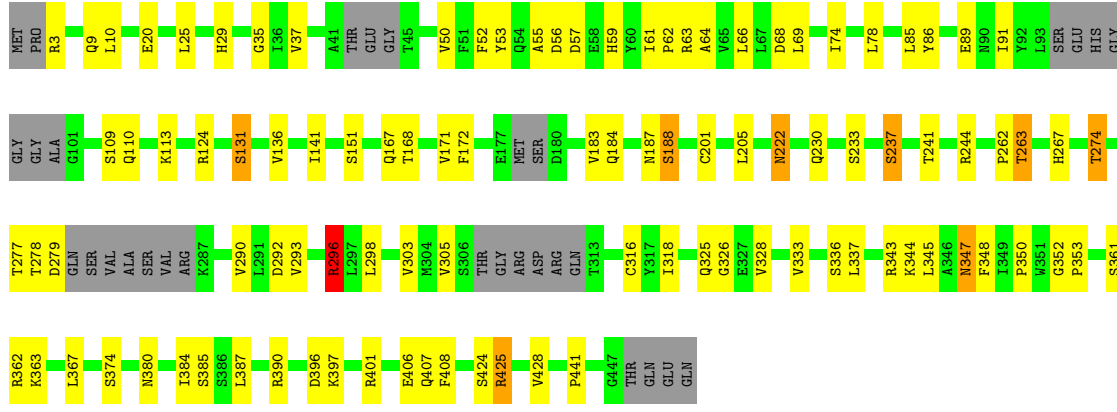 MET PRO R3 Q9 L10 E20 L25 H29 G35 I36 V37 A41 THR GLU GLY T45 V50 F51 F52 Y53 Q54 A55 D56 D57 E58 H59 Y60 I61 P62 R63 A64 V65 L66 L67 D68 L69 I74 L78 L85 Y86 E89 N90 I91 Y92 L93 SER GLU HIS GLY
GLY GLY ALA G101 S109 Q110 K113 R124 S131 V136 I141 S151 Q167 T168 V171 F172 E177 MET SER D180 V183 Q184 N187 S188 C201 L205 N222 Q230 S233 S237 T241 R244 P262 T263 H267 T274
T277 T278 D279 GLN SER VAL ALA SER VAL ARG K287 V290 L291 D292 V293 R296 L297 L298 V303 M304 V305 S306 THR GLY ARG ASP ARG GLN T313 C316 Y317 I318 Q325 G326 E327 V328 V333 S336 L337 R343 K344 L345 A346 N347 F348 I349 P350 W351 G352 P353 S361
R362 K363 L367 S374 N380 I384 S385 S386 L387 R390 D396 K397 R401 E406 Q407 F408 S424 R425 V428 P441 G447 THR GLN GLU GLN